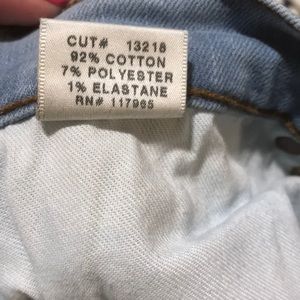 CUT# 13218
92% COTTON
7% POLYESTER
1% ELASTANE
RN# 117965